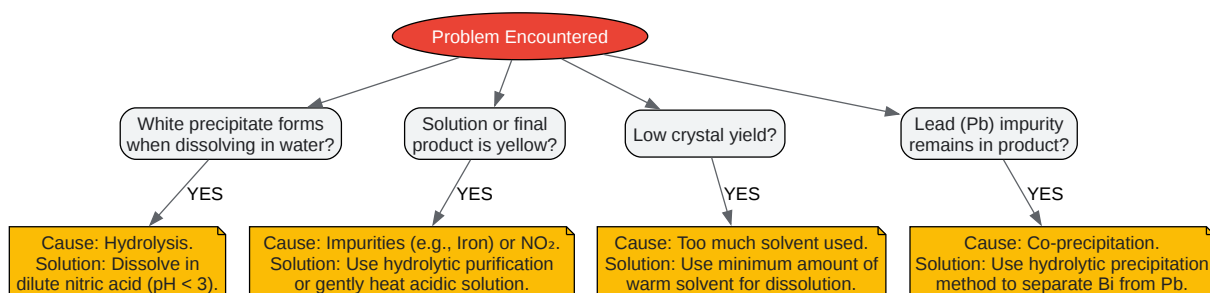 Problem Encountered
White precipitate forms
when dissolving in water?
Solution or final
product is yellow?
Low crystal yield?
Lead (Pb) impurity
remains in product?
YES
YES
YES
YES
Cause: Hydrolysis.
Solution: Dissolve in
dilute nitric acid (pH < 3).
Cause: Impurities (e.g., Iron) or NO₂.
Solution: Use hydrolytic purification
or gently heat acidic solution.
Cause: Too much solvent used.
Solution: Use minimum amount of
warm solvent for dissolution.
Cause: Co-precipitation.
Solution: Use hydrolytic precipitation
method to separate Bi from Pb.